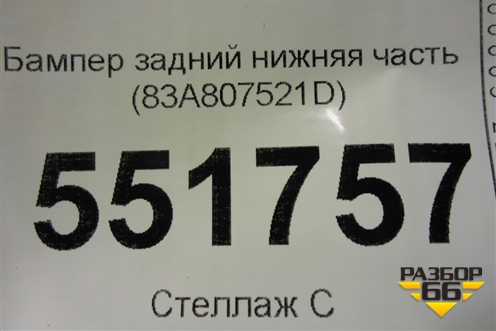 Бампер задний нижняя часть
(83A807521D)
551757
Стеллаж С
РАЗБОР
66